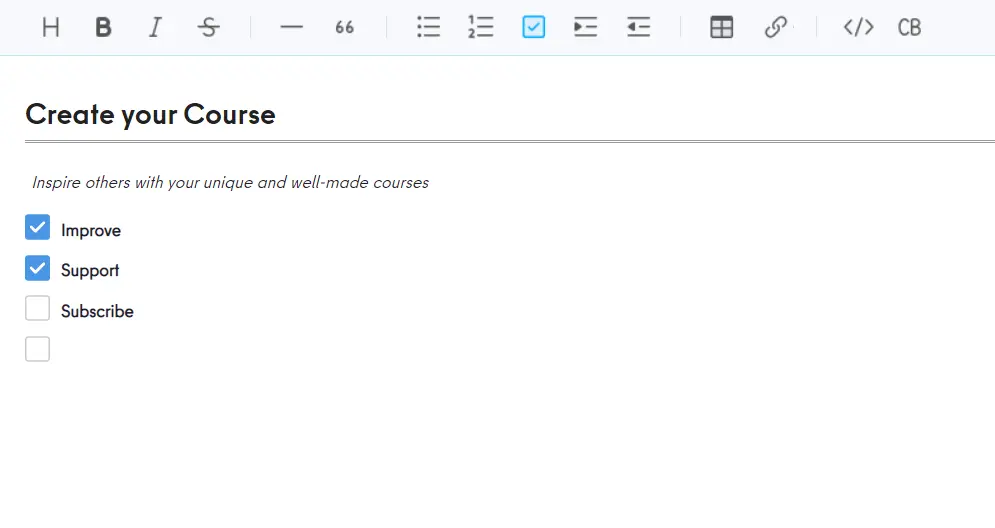 H B I S 66 </> CB
Create your Course
Inspire others with your unique and well-made courses
Improve
Support
Subscribe